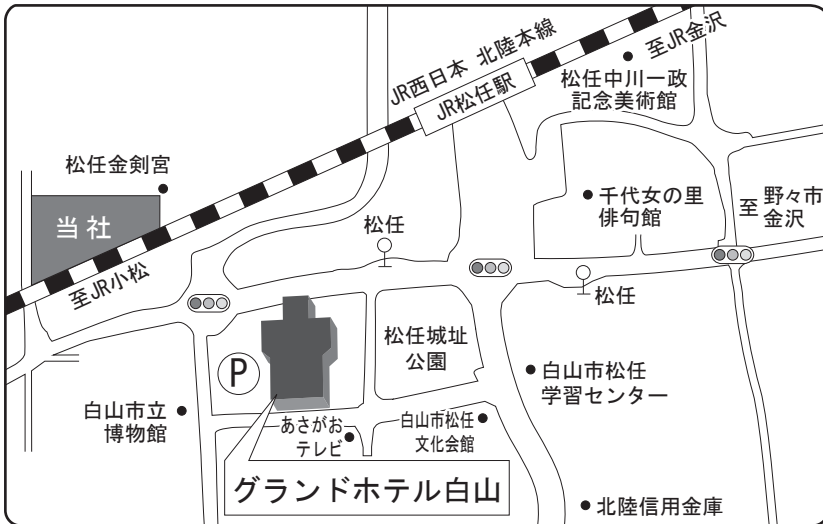 JR西日本 北陸本線
至JR金沢
JR松任駅
松任中川一政
記念美術館
松任金剣宮
当社
千代女の里
俳句館
至 野々市
金沢
松任
至JR小松
松任
松任城址
公園
P
白山市松任
学習センター
白山市立
博物館
あさがお
テレビ
白山市松任
文化会館
グランドホテル白山
北陸信用金庫